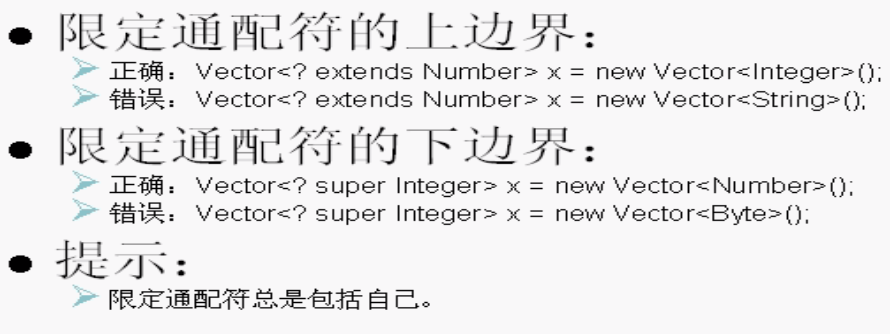 ● 限定通配符的上边界：
➢ 正确：Vector<? extends Number> x = new Vector<Integer>();
➢ 错误：Vector<? extends Number> x = new Vector<String>();
● 限定通配符的下边界：
➢ 正确：Vector<? super Integer> x = new Vector<Number>();
➢ 错误：Vector<? super Integer> x = new Vector<Byte>();
● 提示：
➢ 限定通配符总是包括自己。